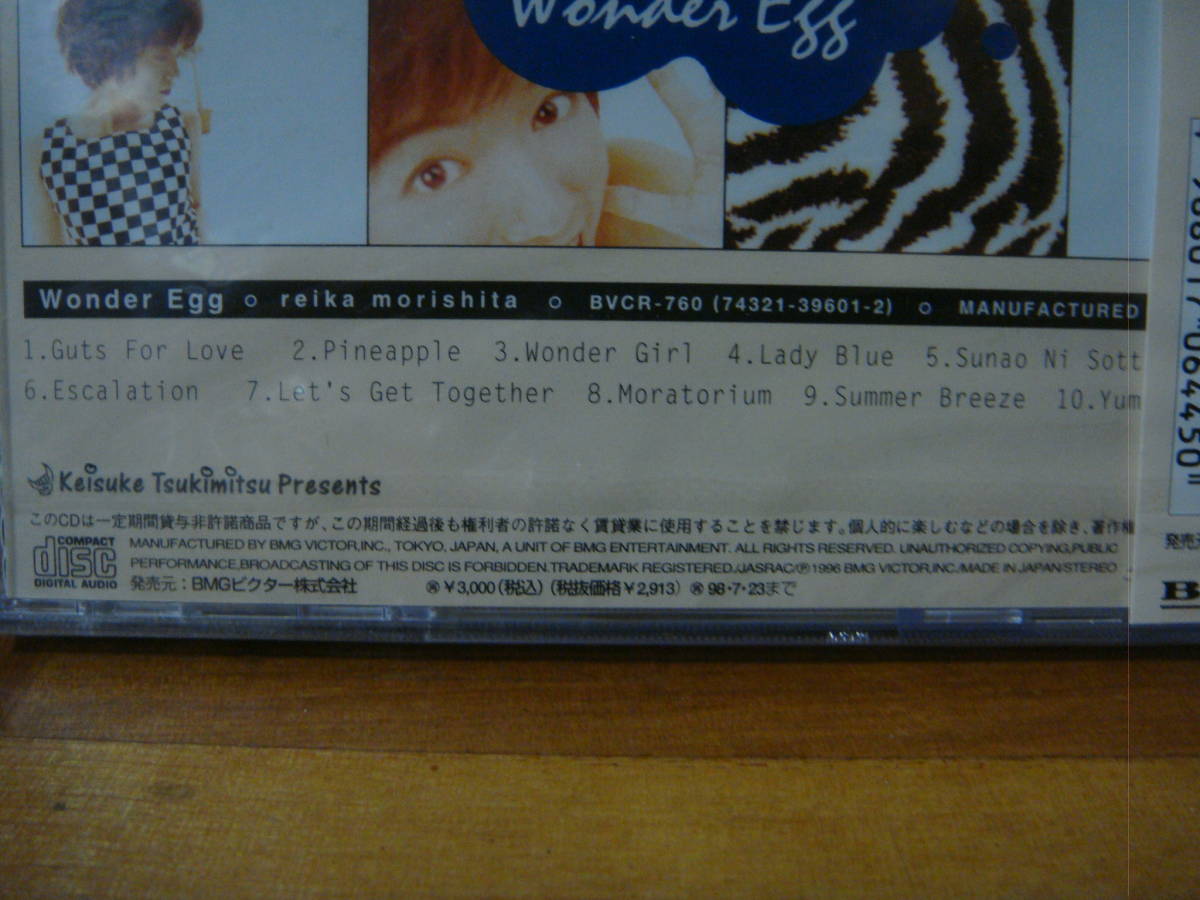 Wonder Egg
Wonder Egg ○ reika morishita ○ BVCR-760 (74321-39601-2) ○ MANUFACTURED
1.Guts For Love 2.Pineapple 3.Wonder Girl 4.Lady Blue 5.Sunao Ni Sott
6.Escalation 7.Let's Get Together 8.Moratorium 9.Summer Breeze 10.Yum
Keisuke Tsukimitsu Presents
このCDは一定期間貸与非許諾商品ですが、この期間経過後も権利者の許諾なく賃貸業に使用することを禁じます。個人的に楽しむなどの場合を除き、著作権
COMPACT
disc
DIGITAL AUDIO
MANUFACTURED BY BMG VICTOR,INC., TOKYO, JAPAN, A UNIT OF BMG ENTERTAINMENT. ALL RIGHTS RESERVED. UNAUTHORIZED COPYING,PUBLIC
PERFORMANCE,BROADCASTING OF THIS DISC IS FORBIDDEN.TRADEMARK REGISTERED./JASRAC/Ⓟ1996 BMG VICTOR,INC./MADE IN JAPAN/STEREO
発売元：BMGビクター株式会社 ¥3,000(税込) (税抜価格¥2,913) 98・7・23まで
発売元
B